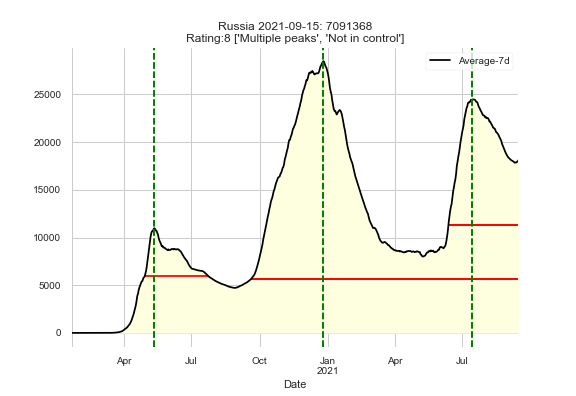 Russia 2021-09-15: 7091368
Rating:8 ['Multiple peaks', 'Not in control']
Average-7d
25000
20000
15000
10000
5000
0
Apr
Jul
Oct
Jan
2021
Apr
Jul
Date